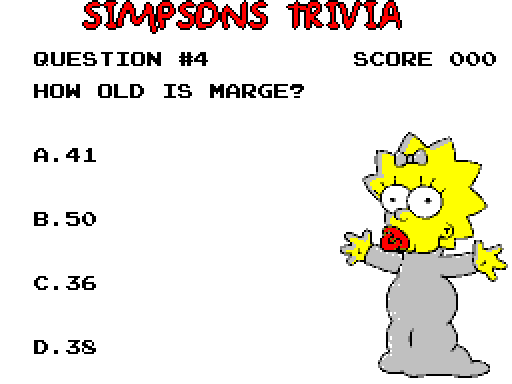 SIMPSONS TRIVIA
QUESTION #4 SCORE 000
HOW OLD IS MARGE?
A.41
B.50
C.36
D.38